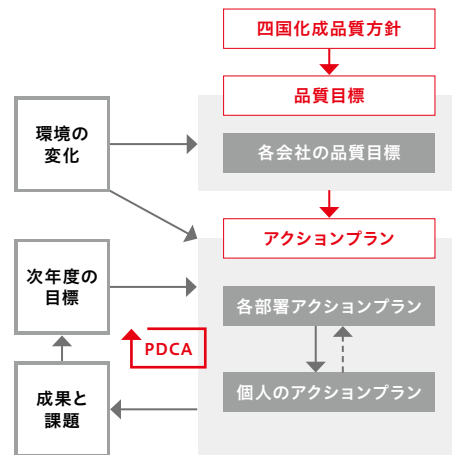 四国化成品質方針
品質目標
環境の
変化
各会社の品質目標
アクションプラン
次年度の
目標
各部署アクションプラン
PDCA
成果と
課題
個人のアクションプラン